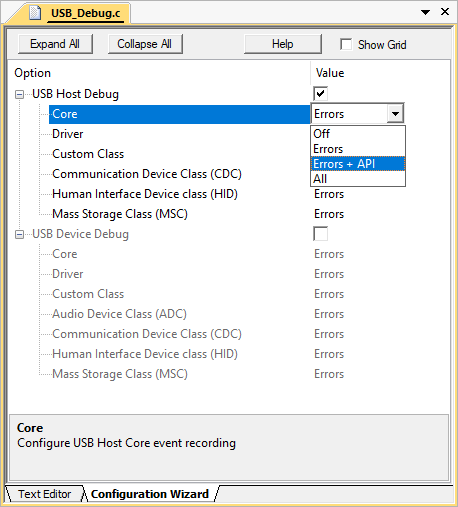 USB_Debug.c
Expand All Collapse All Help Show Grid
Option Value
USB Host Debug
Core Errors
Driver Off
Custom Class Errors
Errors + API
Communication Device Class (CDC) All
Human Interface Device class (HID) Errors
Mass Storage Class (MSC) Errors
USB Device Debug
Core Errors
Driver Errors
Custom Class Errors
Audio Device Class (ADC) Errors
Communication Device Class (CDC) Errors
Human Interface Device class (HID) Errors
Mass Storage Class (MSC) Errors
Core
Configure USB Host Core event recording
Text Editor Configuration Wizard